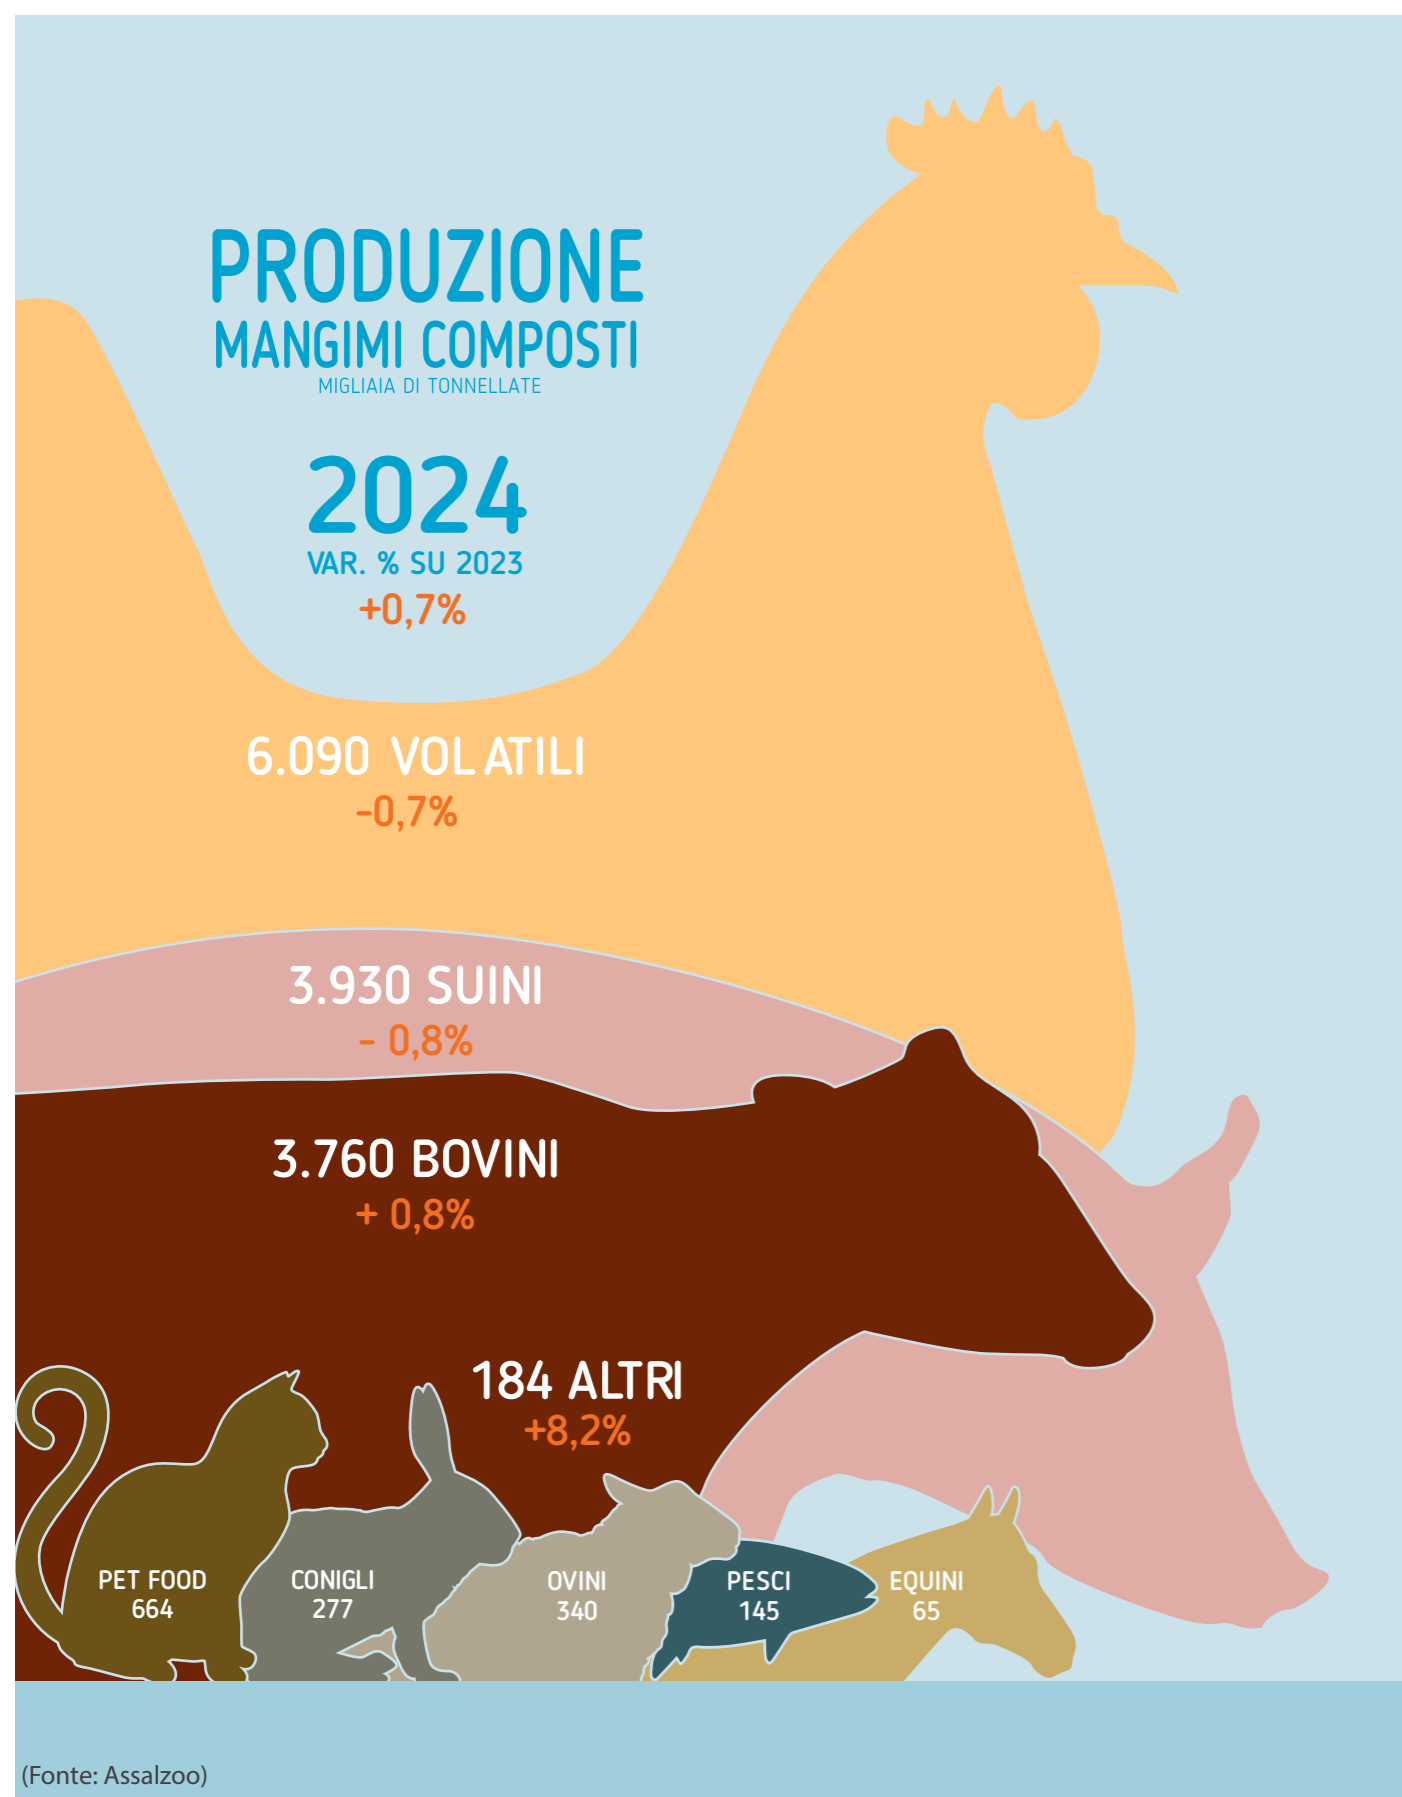 PRODUZIONE
MANGIMI COMPOSTI
MIGLIAIA DI TONNELLATE
2024
VAR. % SU 2023
+0,7%
6.090 VOLATILI
-0,7%
3.930 SUINI
- 0,8%
3.760 BOVINI
+ 0,8%
184 ALTRI
+8,2%
PET FOOD
664
CONIGLI
277
OVINI
340
PESCI
145
EQUINI
65
(Fonte: Assalzoo)